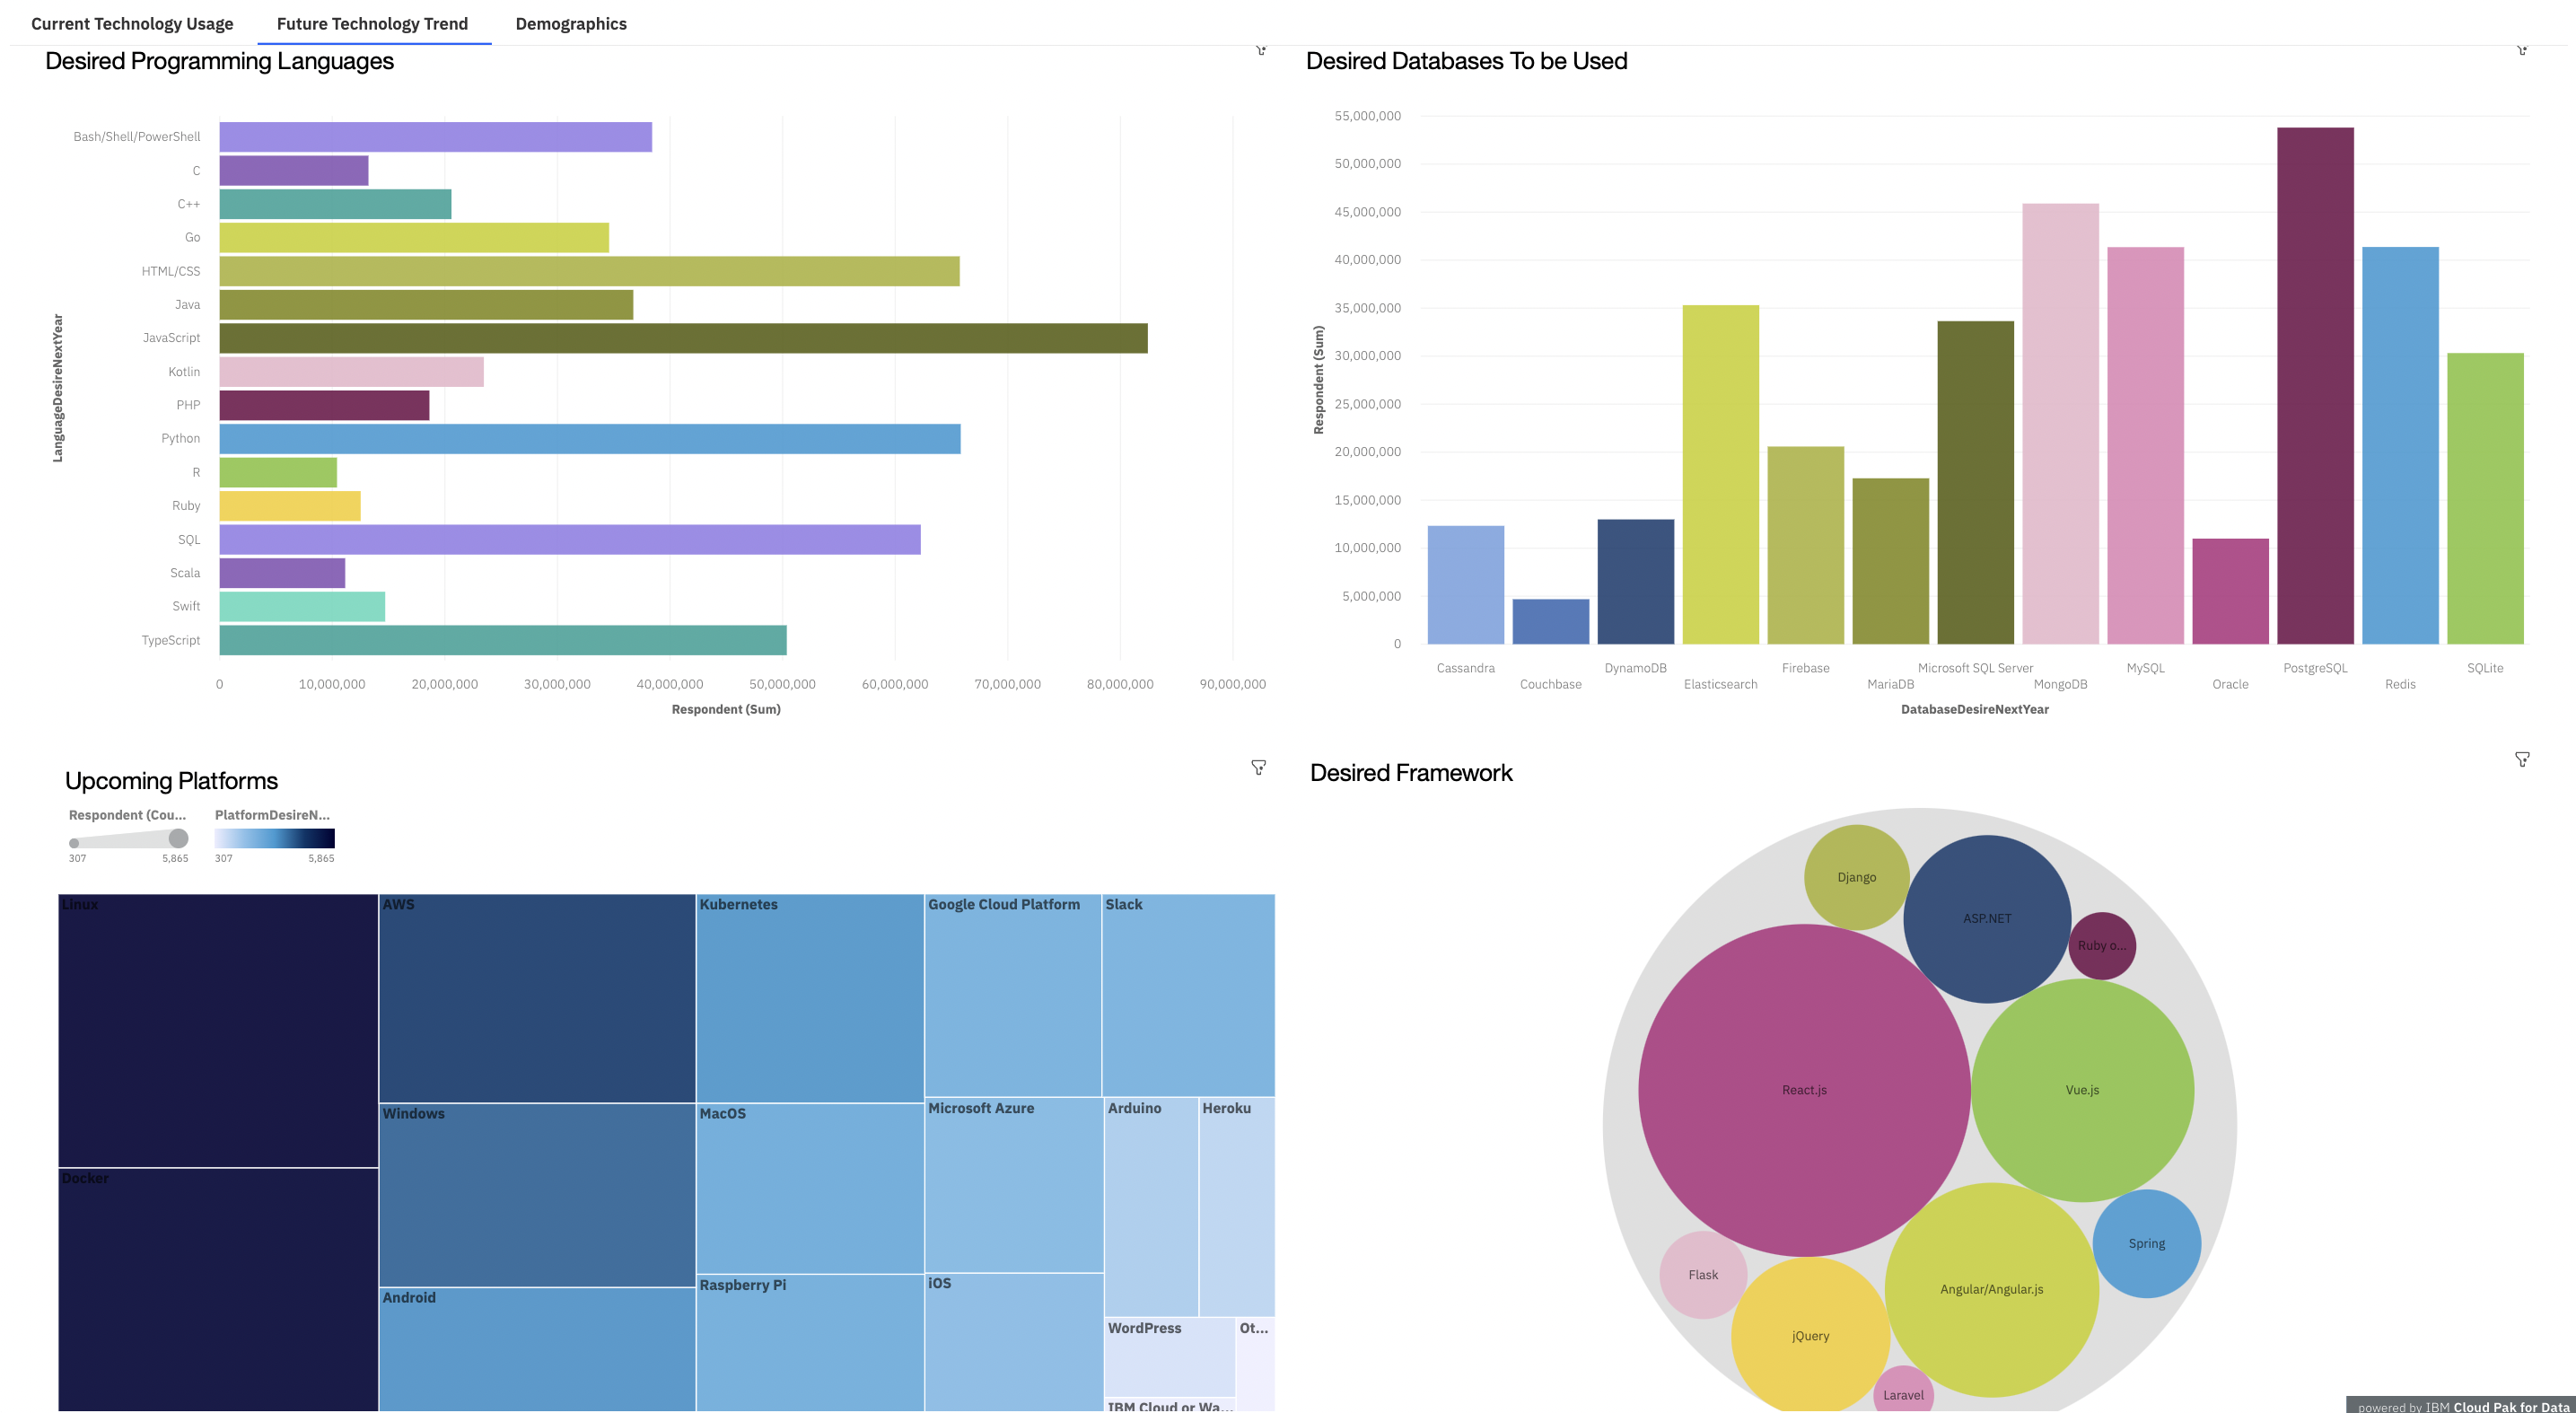 Current Technology Usage
Future Technology Trend
Demographics
Desired Programming Languages
LanguageDesireNextYear
Bash/Shell/PowerShell
C
C++
Go
HTML/CSS
Java
JavaScript
Kotlin
PHP
Python
R
Ruby
SQL
Scala
Swift
TypeScript
0
10,000,000
20,000,000
30,000,000
40,000,000
50,000,000
60,000,000
70,000,000
80,000,000
90,000,000
Respondent (Sum)
Desired Databases To be Used
Respondent (Sum)
55,000,000
50,000,000
45,000,000
40,000,000
35,000,000
30,000,000
25,000,000
20,000,000
15,000,000
10,000,000
5,000,000
0
Cassandra
Couchbase
DynamoDB
Elasticsearch
Firebase
MariaDB
Microsoft SQL Server
MongoDB
MySQL
Oracle
PostgreSQL
Redis
SQLite
DatabaseDesireNextYear
Upcoming Platforms
Respondent (Cou...
307
5,865
PlatformDesireN...
307
5,865
Linux
Docker
AWS
Windows
Android
Kubernetes
MacOS
Raspberry Pi
Google Cloud Platform
Slack
Microsoft Azure
iOS
Arduino
Heroku
WordPress
Ot...
IBM Cloud or Wa...
Desired Framework
Django
ASP.NET
Ruby o...
React.js
Vue.js
Spring
Flask
Angular/Angular.js
jQuery
Laravel
powered by IBM Cloud Pak for Data